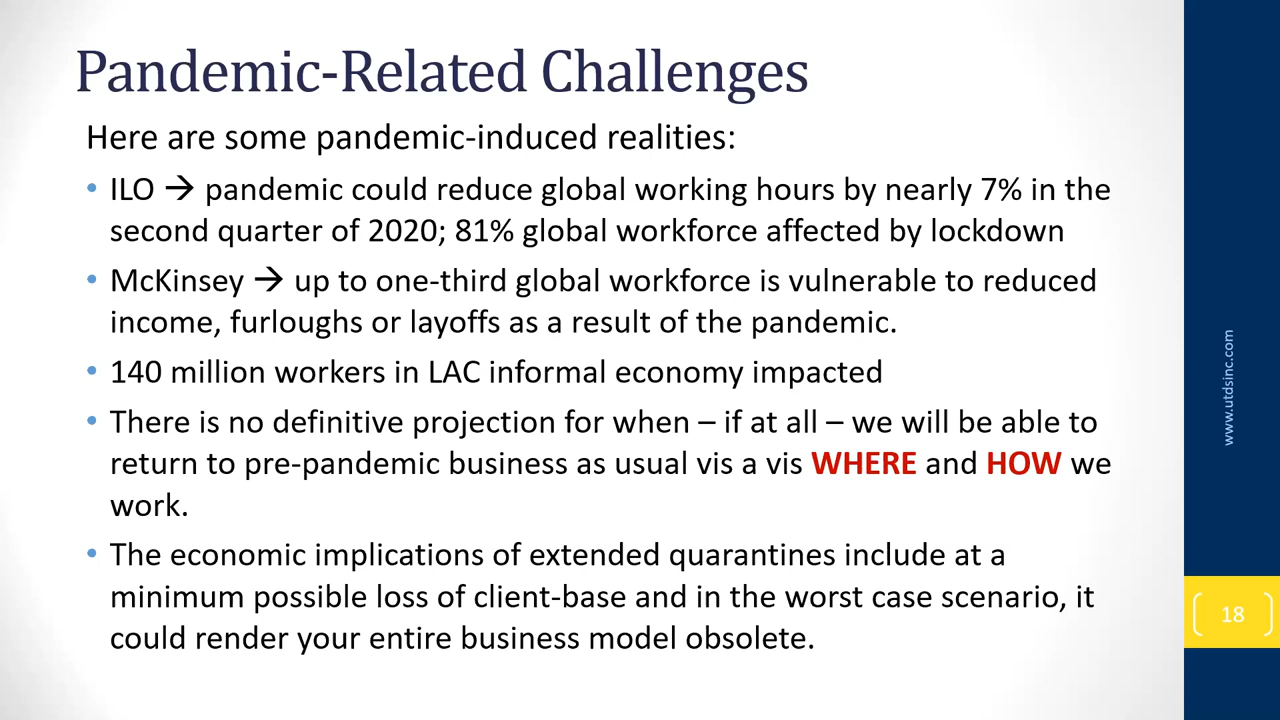 Pandemic-Related Challenges
Here are some pandemic-induced realities:
• ILO → pandemic could reduce global working hours by nearly 7% in the
second quarter of 2020; 81% global workforce affected by lockdown
• McKinsey → up to one-third global workforce is vulnerable to reduced
income, furloughs or layoffs as a result of the pandemic.
• 140 million workers in LAC informal economy impacted
• There is no definitive projection for when – if at all – we will be able to
return to pre-pandemic business as usual vis a vis WHERE and HOW we
work.
• The economic implications of extended quarantines include at a
minimum possible loss of client-base and in the worst case scenario, it
could render your entire business model obsolete.
www.utdsinc.com
18